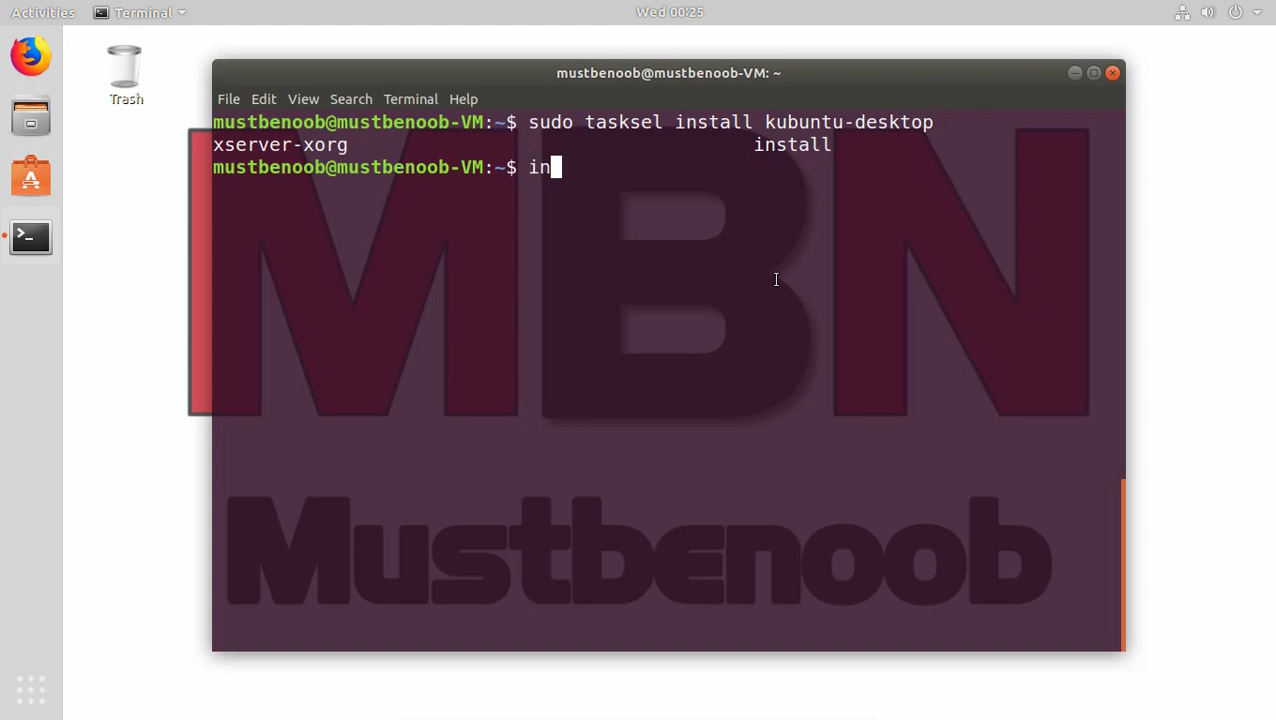 Activities Terminal Wed 00:25
Trash
mustbenoob@mustbenoob-VM: ~
File Edit View Search Terminal Help
mustbenoob@mustbenoob-VM:~$ sudo tasksel install kubuntu-desktop
xserver-xorg install
mustbenoob@mustbenoob-VM:~$ in
MBN
Mustbenoob